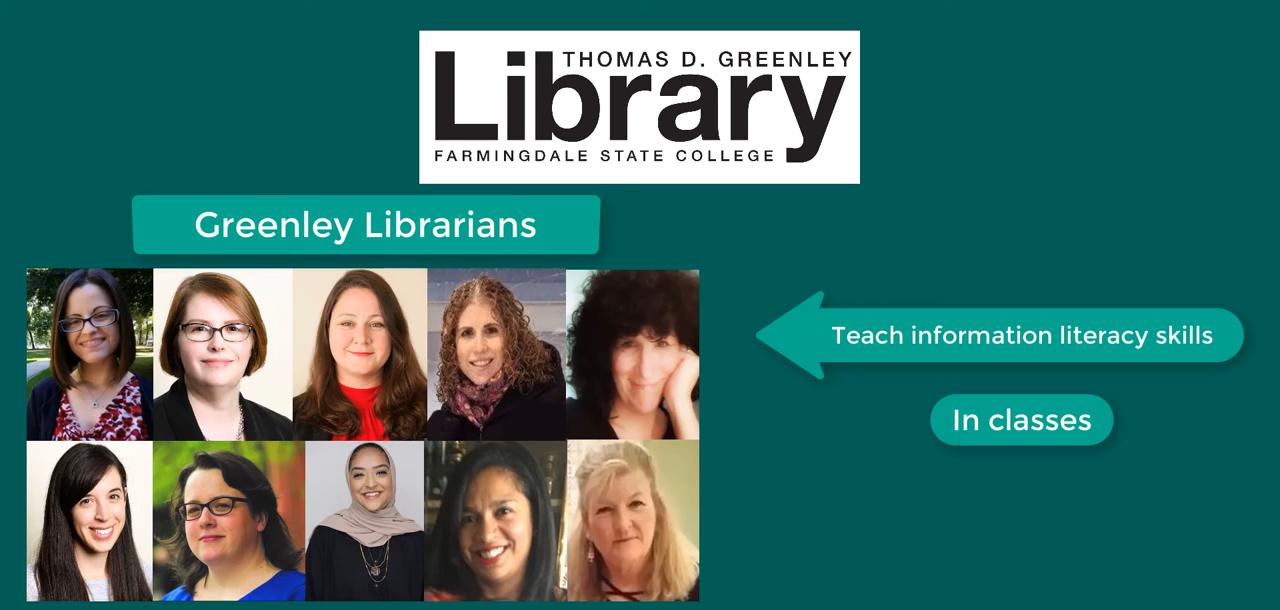 THOMAS D. GREENLEY
Library
FARMINGDALE STATE COLLEGE
Greenley Librarians
Teach information literacy skills
In classes